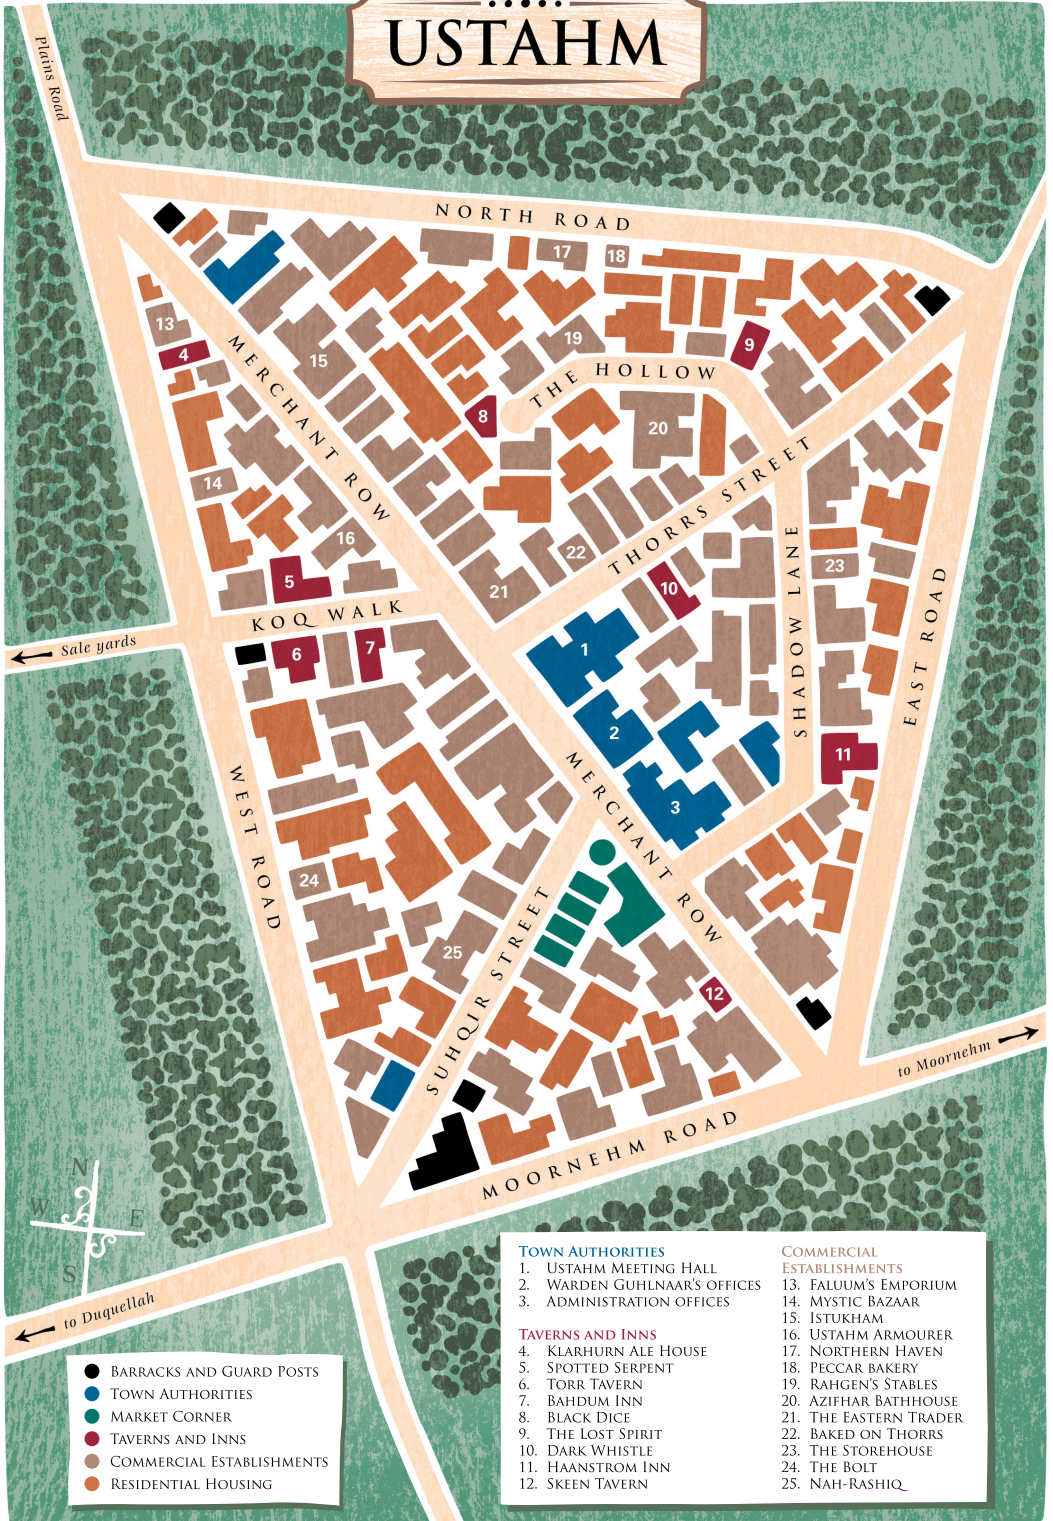 USTAHM
Plains Road
NORTH ROAD
17
18
13
4
MERCHANT ROW
15
19
9
THE HOLLOW
8
20
14
THORRS STREET
16
22
23
5
21
10
SHADOW LANE
KOQ WALK
EAST ROAD
Sale yards
6
7
1
2
11
WEST ROAD
MERCHANT ROW
3
24
25
SUHQIR STREET
12
to Moornehm
MOORNEHM ROAD
N
W
E
S
to Duquellah
BARRACKS AND GUARD POSTS
TOWN AUTHORITIES
MARKET CORNER
TAVERNS AND INNS
COMMERCIAL ESTABLISHMENTS
RESIDENTIAL HOUSING
TOWN AUTHORITIES
1. USTAHM MEETING HALL
2. WARDEN GUHLNAAR'S OFFICES
3. ADMINISTRATION OFFICES
TAVERNS AND INNS
4. KLARHURN ALE HOUSE
5. SPOTTED SERPENT
6. TORR TAVERN
7. BAHDUM INN
8. BLACK DICE
9. THE LOST SPIRIT
10. DARK WHISTLE
11. HAANSTROM INN
12. SKEEN TAVERN
COMMERCIAL
ESTABLISHMENTS
13. FALUUM'S EMPORIUM
14. MYSTIC BAZAAR
15. ISTUKHAM
16. USTAHM ARMOURER
17. NORTHERN HAVEN
18. PECCAR BAKERY
19. RAHGEN'S STABLES
20. AZIFHAR BATHHOUSE
21. THE EASTERN TRADER
22. BAKED ON THORRS
23. THE STOREHOUSE
24. THE BOLT
25. NAH-RASHIQ